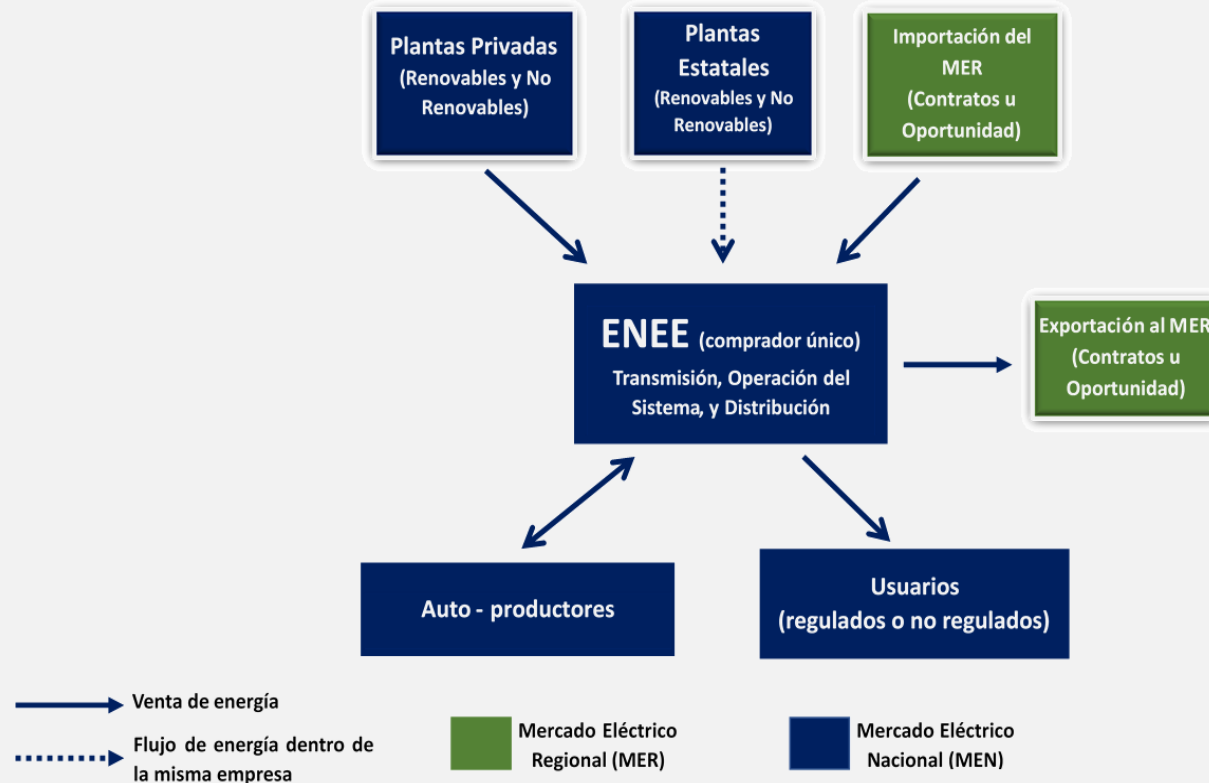 Plantas Privadas
(Renovables y No
Renovables)
Plantas
Estatales
(Renovables y No
Renovables)
Importación del
MER
(Contratos u
Oportunidad)
ENEE (comprador único)
Transmisión, Operación del
Sistema, y Distribución
Exportación al MER
(Contratos u
Oportunidad)
Auto - productores
Usuarios
(regulados o no regulados)
Venta de energía
Flujo de energía dentro de
la misma empresa
Mercado Eléctrico
Regional (MER)
Mercado Eléctrico
Nacional (MEN)